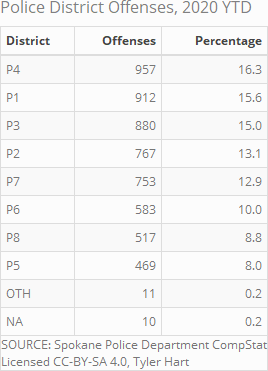 Police District Offenses, 2020 YTD
District Offenses Percentage
P4 957 16.3
P1 912 15.6
P3 880 15.0
P2 767 13.1
P7 753 12.9
P6 583 10.0
P8 517 8.8
P5 469 8.0
OTH 11 0.2
NA 10 0.2
SOURCE: Spokane Police Department CompStat
Licensed CC-BY-SA 4.0, Tyler Hart